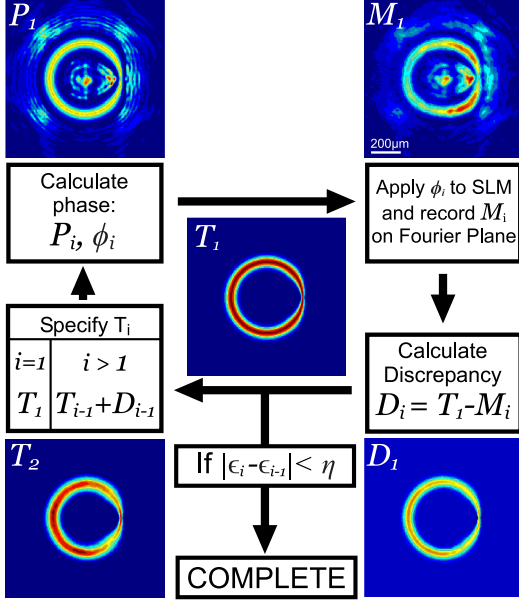 P₁
M₁
200μm
Calculate
phase:
Pᵢ, ϕᵢ
Apply ϕᵢ to SLM
and record Mᵢ
on Fourier Plane
T₁
Specify Tᵢ
i=1
i > 1
T₁
Tᵢ₋₁+Dᵢ₋₁
Calculate
Discrepancy
Dᵢ = T₁-Mᵢ
T₂
If |ϵᵢ-ϵᵢ₋₁| < η
D₁
COMPLETE